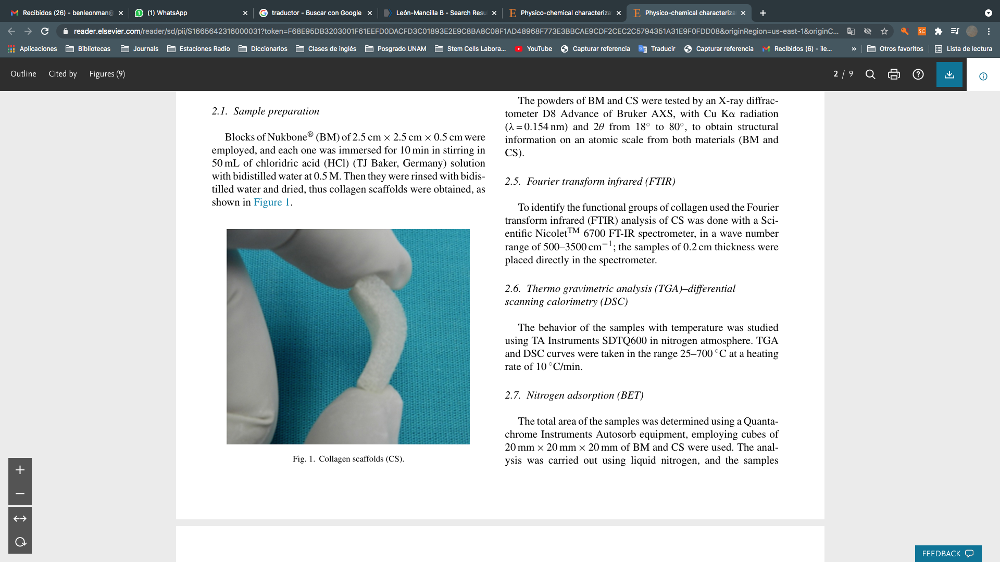 Recibidos (26) - benleonman@
(1) WhatsApp
traductor - Buscar con Google
León-Mancilla B - Search Resu
Physico-chemical characteriza
Physico-chemical characteriza
reader.elsevier.com/reader/sd/pii/S1665642316000031?token=F68E95DB3203001F61EEFD0DACFD3C01893E2E9C8BA8C08F1AD48968F773E3BBCAE9CDF2CEC2C5794351A31E9F0FDD08&originRegion=us-east-1&originC...
Aplicaciones
Bibliotecas
Journals
Estaciones Radio
Diccionarios
Clases de inglés
Posgrado UNAM
Stem Cells Labora...
YouTube
Capturar referencia
Traducir
Capturar referencia
Recibidos (6) - ile...
»
Otros favoritos
Lista de lectura
Outline
Cited by
Figures (9)
2 / 9
2.1. Sample preparation
Blocks of Nukbone® (BM) of 2.5 cm × 2.5 cm × 0.5 cm were
employed, and each one was immersed for 10 min in stirring in
50 mL of chloridric acid (HCl) (TJ Baker, Germany) solution
with bidistilled water at 0.5 M. Then they were rinsed with bidis-
tilled water and dried, thus collagen scaffolds were obtained, as
shown in Figure 1.
Fig. 1. Collagen scaffolds (CS).
The powders of BM and CS were tested by an X-ray diffrac-
tometer D8 Advance of Bruker AXS, with Cu Kα radiation
(λ = 0.154 nm) and 2θ from 18° to 80°, to obtain structural
information on an atomic scale from both materials (BM and
CS).
2.5. Fourier transform infrared (FTIR)
To identify the functional groups of collagen used the Fourier
transform infrared (FTIR) analysis of CS was done with a Sci-
entific Nicolet™ 6700 FT-IR spectrometer, in a wave number
range of 500–3500 cm⁻¹; the samples of 0.2 cm thickness were
placed directly in the spectrometer.
2.6. Thermo gravimetric analysis (TGA)–differential
scanning calorimetry (DSC)
The behavior of the samples with temperature was studied
using TA Instruments SDTQ600 in nitrogen atmosphere. TGA
and DSC curves were taken in the range 25–700 °C at a heating
rate of 10 °C/min.
2.7. Nitrogen adsorption (BET)
The total area of the samples was determined using a Quanta-
chrome Instruments Autosorb equipment, employing cubes of
20 mm × 20 mm × 20 mm of BM and CS were used. The anal-
ysis was carried out using liquid nitrogen, and the samples
FEEDBACK